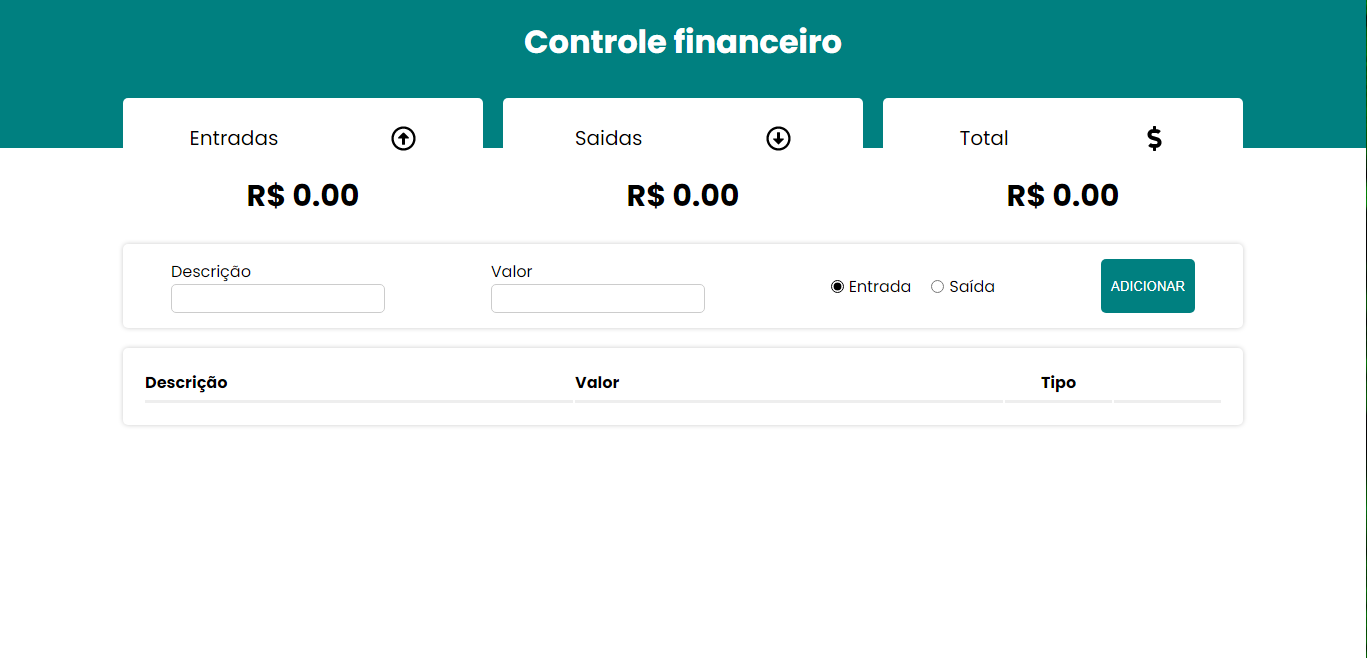 Controle financeiro
Entradas
Saidas
Total $
R$ 0.00
R$ 0.00
R$ 0.00
Descrição
Valor
Entrada
Saída
ADICIONAR
Descrição Valor Tipo